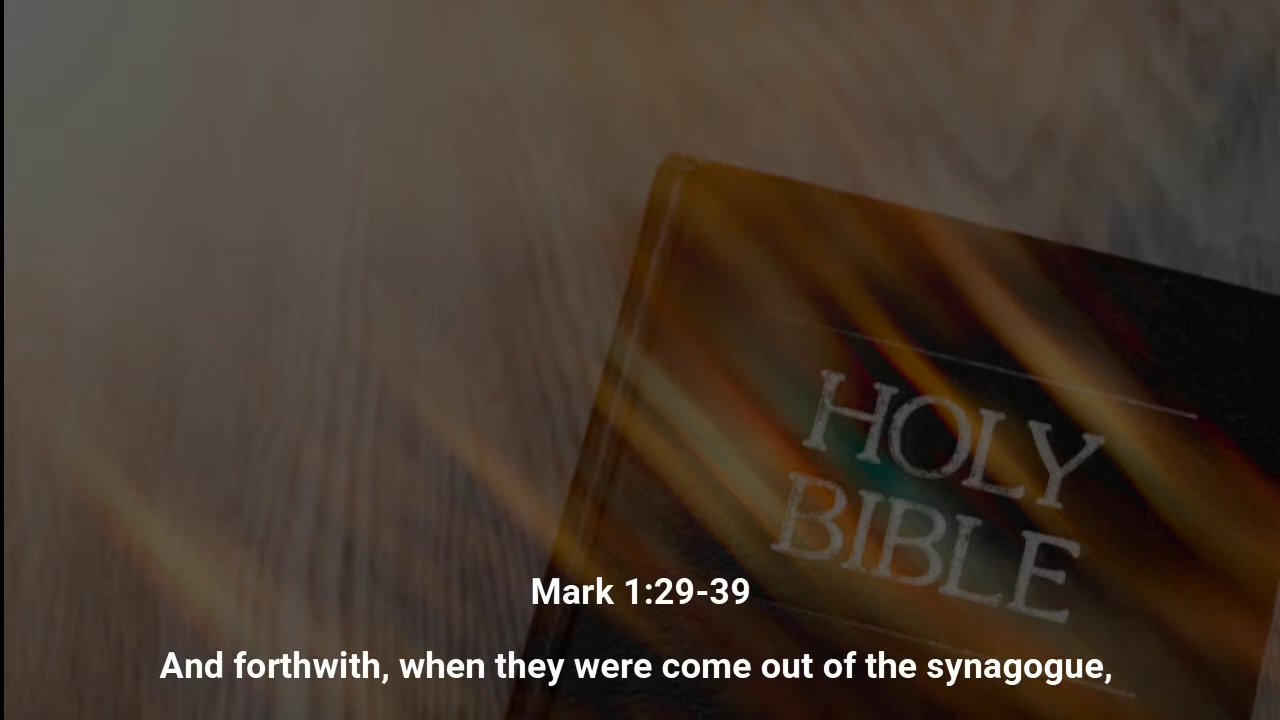 HOLY
BIBLE
Mark 1:29-39
And forthwith, when they were come out of the synagogue,